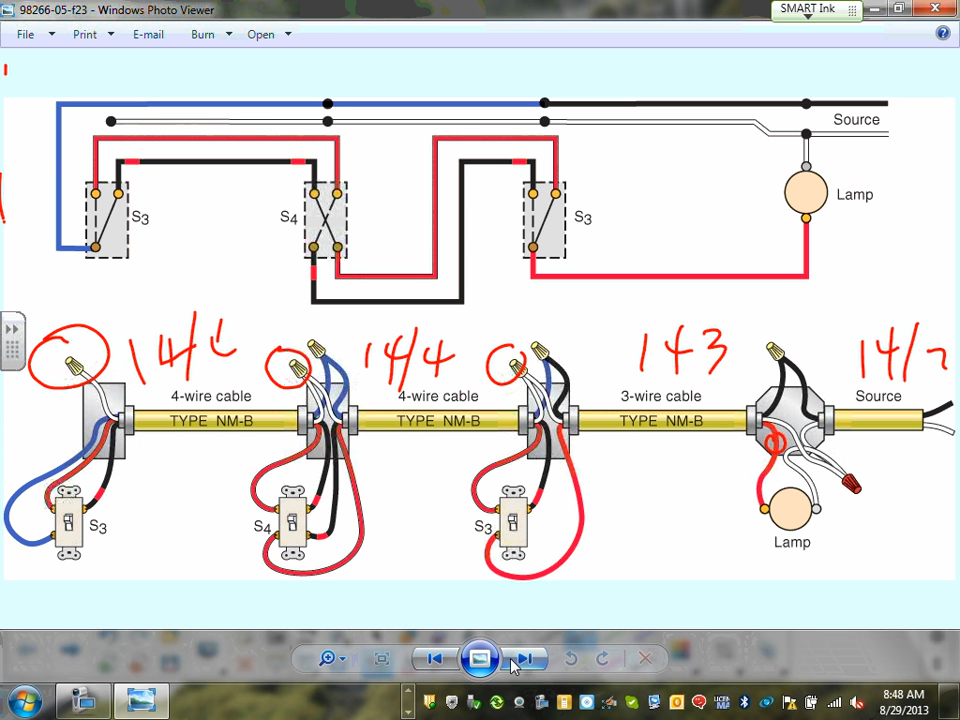 98266-05-f23 - Windows Photo Viewer
SMART Ink
File Print E-mail Burn Open
Source
S3
S4
S3
Lamp
14/4
14/3
14/2
4-wire cable
4-wire cable
3-wire cable
Source
TYPE NM-B
TYPE NM-B
TYPE NM-B
S3
S4
S3
Lamp
8:48 AM
8/29/2013